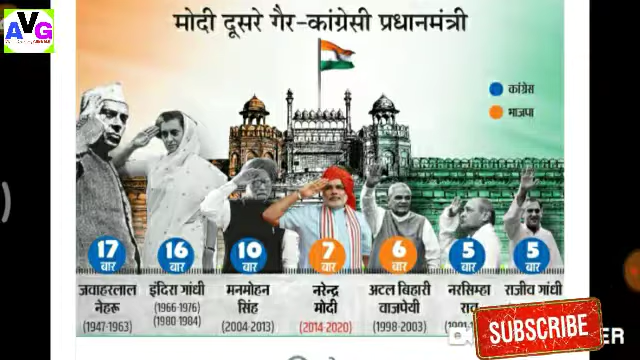 AVG
मोदी दूसरे गैर-कांग्रेसी प्रधानमंत्री
कांग्रेस
भाजपा
17 बार
16 बार
10 बार
7 बार
6 बार
5 बार
5 बार
जवाहरलाल नेहरू
(1947-1963)
इंदिरा गांधी
(1966-1976)
(1980-1984)
मनमोहन सिंह
(2004-2013)
नरेन्द्र मोदी
(2014-2020)
अटल बिहारी वाजपेयी
(1998-2003)
नरसिम्हा राव
राजीव गांधी
SUBSCRIBE
ER